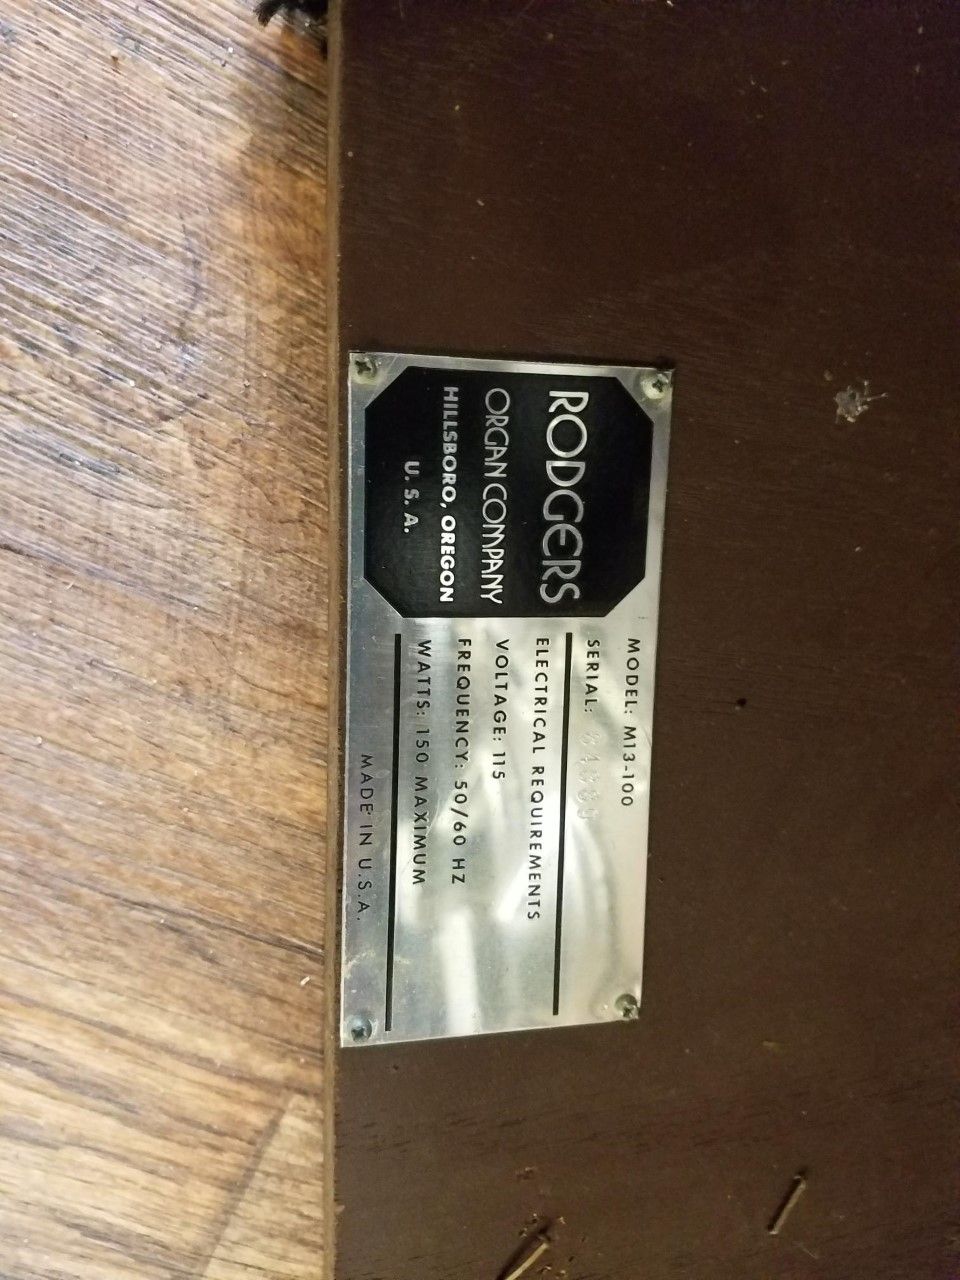 RODGERS
ORGAN COMPANY
HILLSBORO, OREGON
U. S. A.
MODEL: M13-100
SERIAL:
ELECTRICAL REQUIREMENTS
VOLTAGE: 115
FREQUENCY: 50/60 HZ
WATTS: 150 MAXIMUM
MADE IN U.S.A.